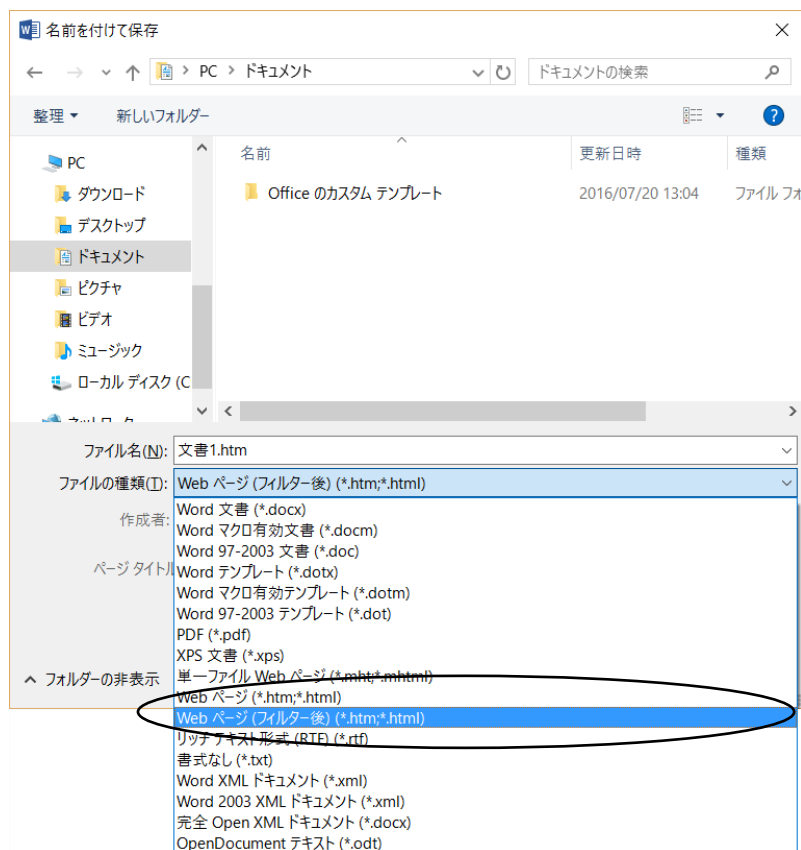 名前を付けて保存
PC > ドキュメント
ドキュメントの検索
整理
新しいフォルダー
名前
更新日時
種類
PC
ダウンロード
デスクトップ
ドキュメント
ピクチャ
ビデオ
ミュージック
ローカル ディスク (C
Office のカスタム テンプレート
2016/07/20 13:04
ファイル フォ
ファイル名(N): 文書1.htm
ファイルの種類(T): Web ページ (フィルター後) (*.htm;*.html)
作成者:
ページ タイトル
フォルダーの非表示
Word 文書 (*.docx)
Word マクロ有効文書 (*.docm)
Word 97-2003 文書 (*.doc)
Word テンプレート (*.dotx)
Word マクロ有効テンプレート (*.dotm)
Word 97-2003 テンプレート (*.dot)
PDF (*.pdf)
XPS 文書 (*.xps)
単一ファイル Web ページ (*.mht;*.mhtml)
Web ページ (*.htm;*.html)
Web ページ (フィルター後) (*.htm;*.html)
リッチ テキスト形式 (RTF) (*.rtf)
書式なし (*.txt)
Word XML ドキュメント (*.xml)
Word 2003 XML ドキュメント (*.xml)
完全 Open XML ドキュメント (*.docx)
OpenDocument テキスト (*.odt)